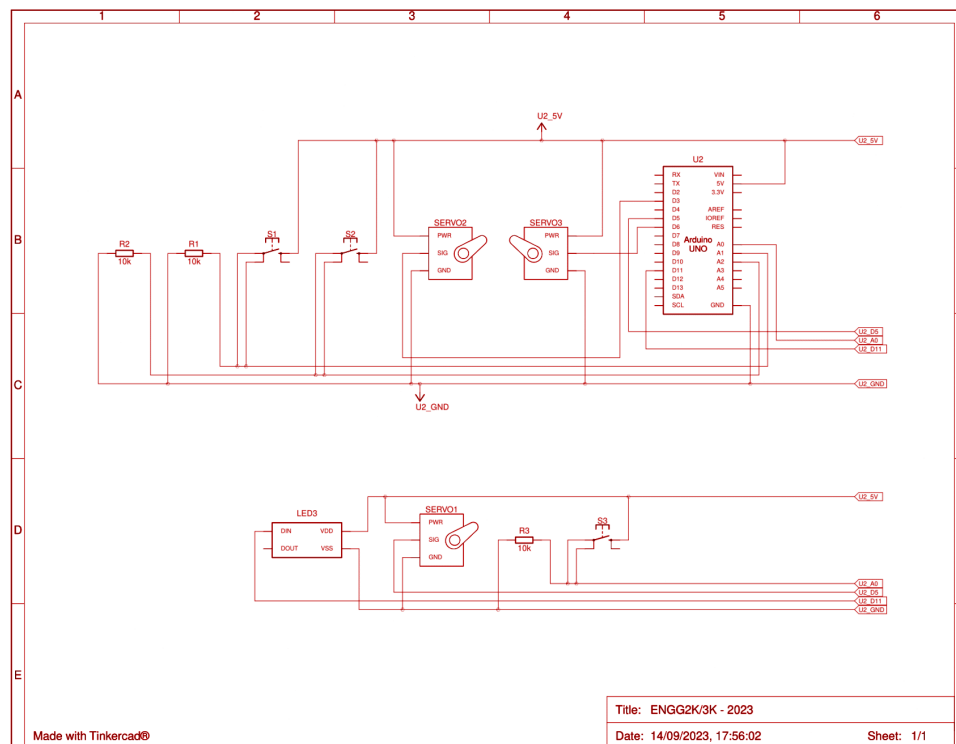 1 2 3 4 5 6
A
B
C
D
E
U2_5V
U2_5V
U2
RX VIN
TX 5V
D2 3.3V
D3
D4 AREF
D5 IOREF
D6 RES
D7
D8 A0
D9 A1
D10 A2
D11 A3
D12 A4
D13 A5
SDA
SCL GND
Arduino
UNO
SERVO2
PWR
SIG
GND
SERVO3
PWR
SIG
GND
R2
10k
R1
10k
S1
S2
U2_D5
U2_A0
U2_D11
U2_GND
U2_GND
U2_5V
LED3
DIN VDD
DOUT VSS
SERVO1
PWR
SIG
GND
R3
10k
S3
U2_A0
U2_D5
U2_D11
U2_GND
Title: ENGG2K/3K - 2023
Made with Tinkercad®
Date: 14/09/2023, 17:56:02 Sheet: 1/1